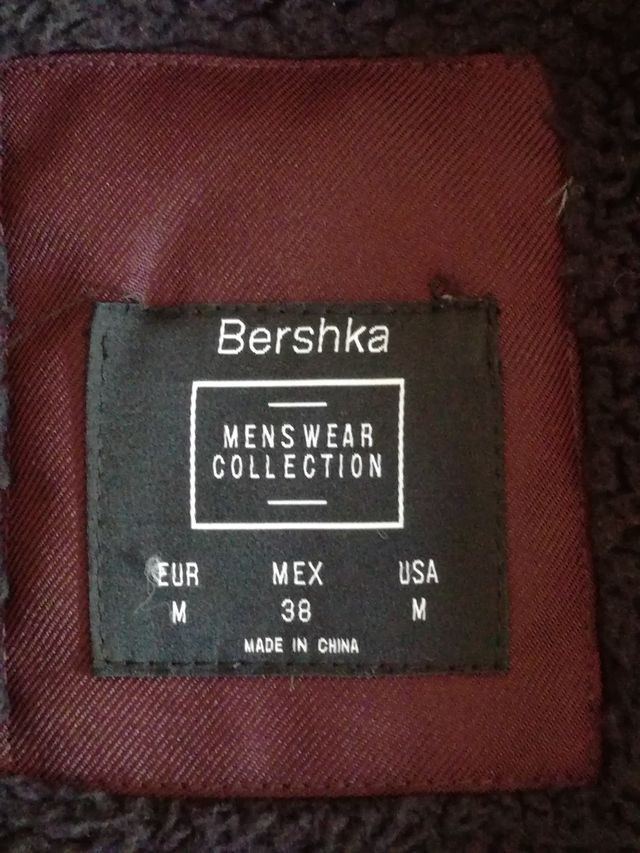 Bershka
MENSWEAR
COLLECTION
EUR MEX USA
M 38 M
MADE IN CHINA